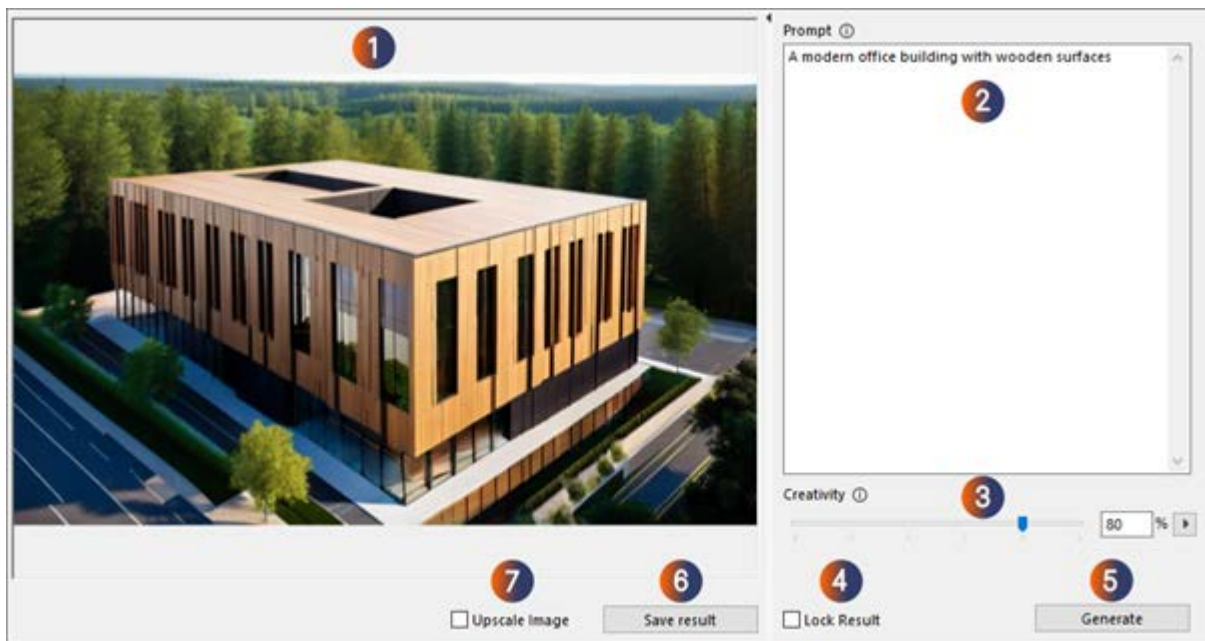 1
Prompt
A modern office building with wooden surfaces
2
Creativity
3
80 %
7
6
4
5
Upscale Image
Save result
Lock Result
Generate